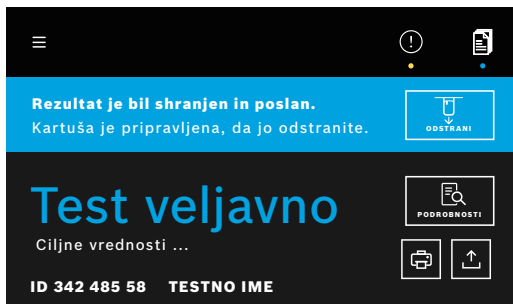 Rezultat je bil shranjen in poslan.
Kartuša je pripravljena, da jo odstranite.
ODSTRANI
Test veljavno
PODROBNOSTI
Ciljne vrednosti ...
ID 342 485 58 TESTNO IME